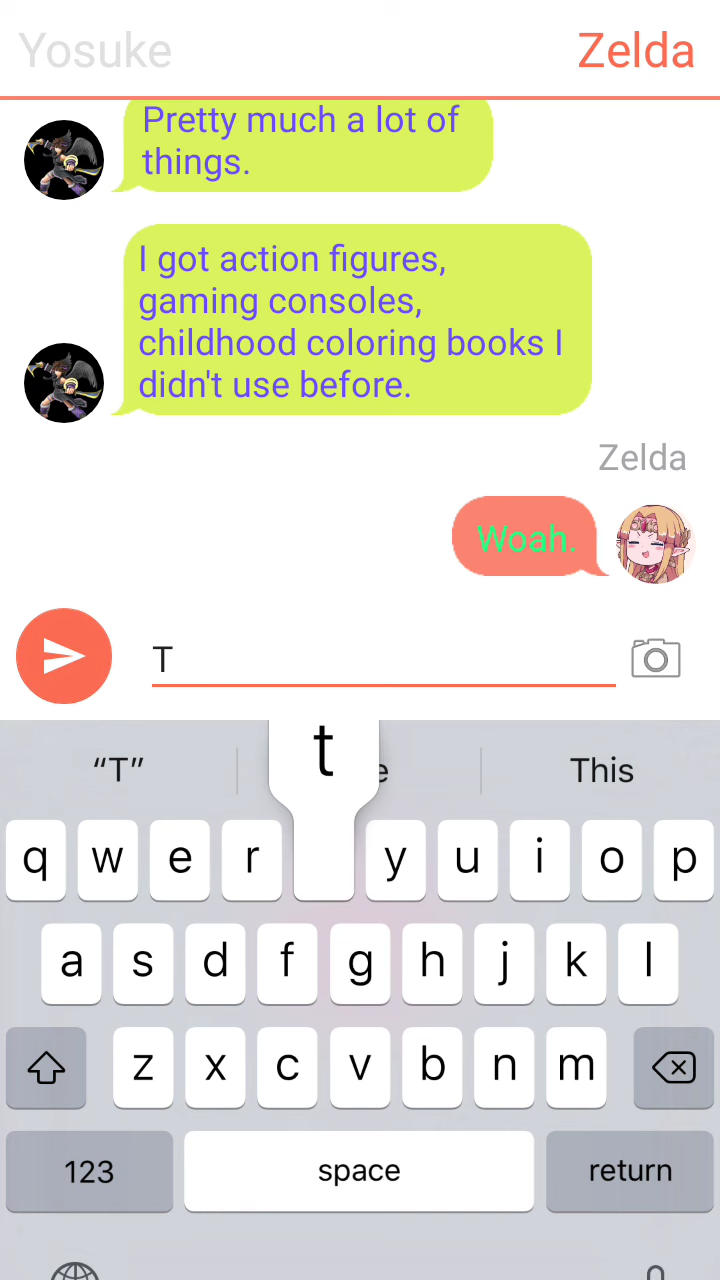 Yosuke Zelda
Pretty much a lot of
things.
I got action figures,
gaming consoles,
childhood coloring books I
didn't use before.
Zelda
Woah.
T
“T” e This
t
q w e r y u i o p
a s d f g h j k l
z x c v b n m
123 space return